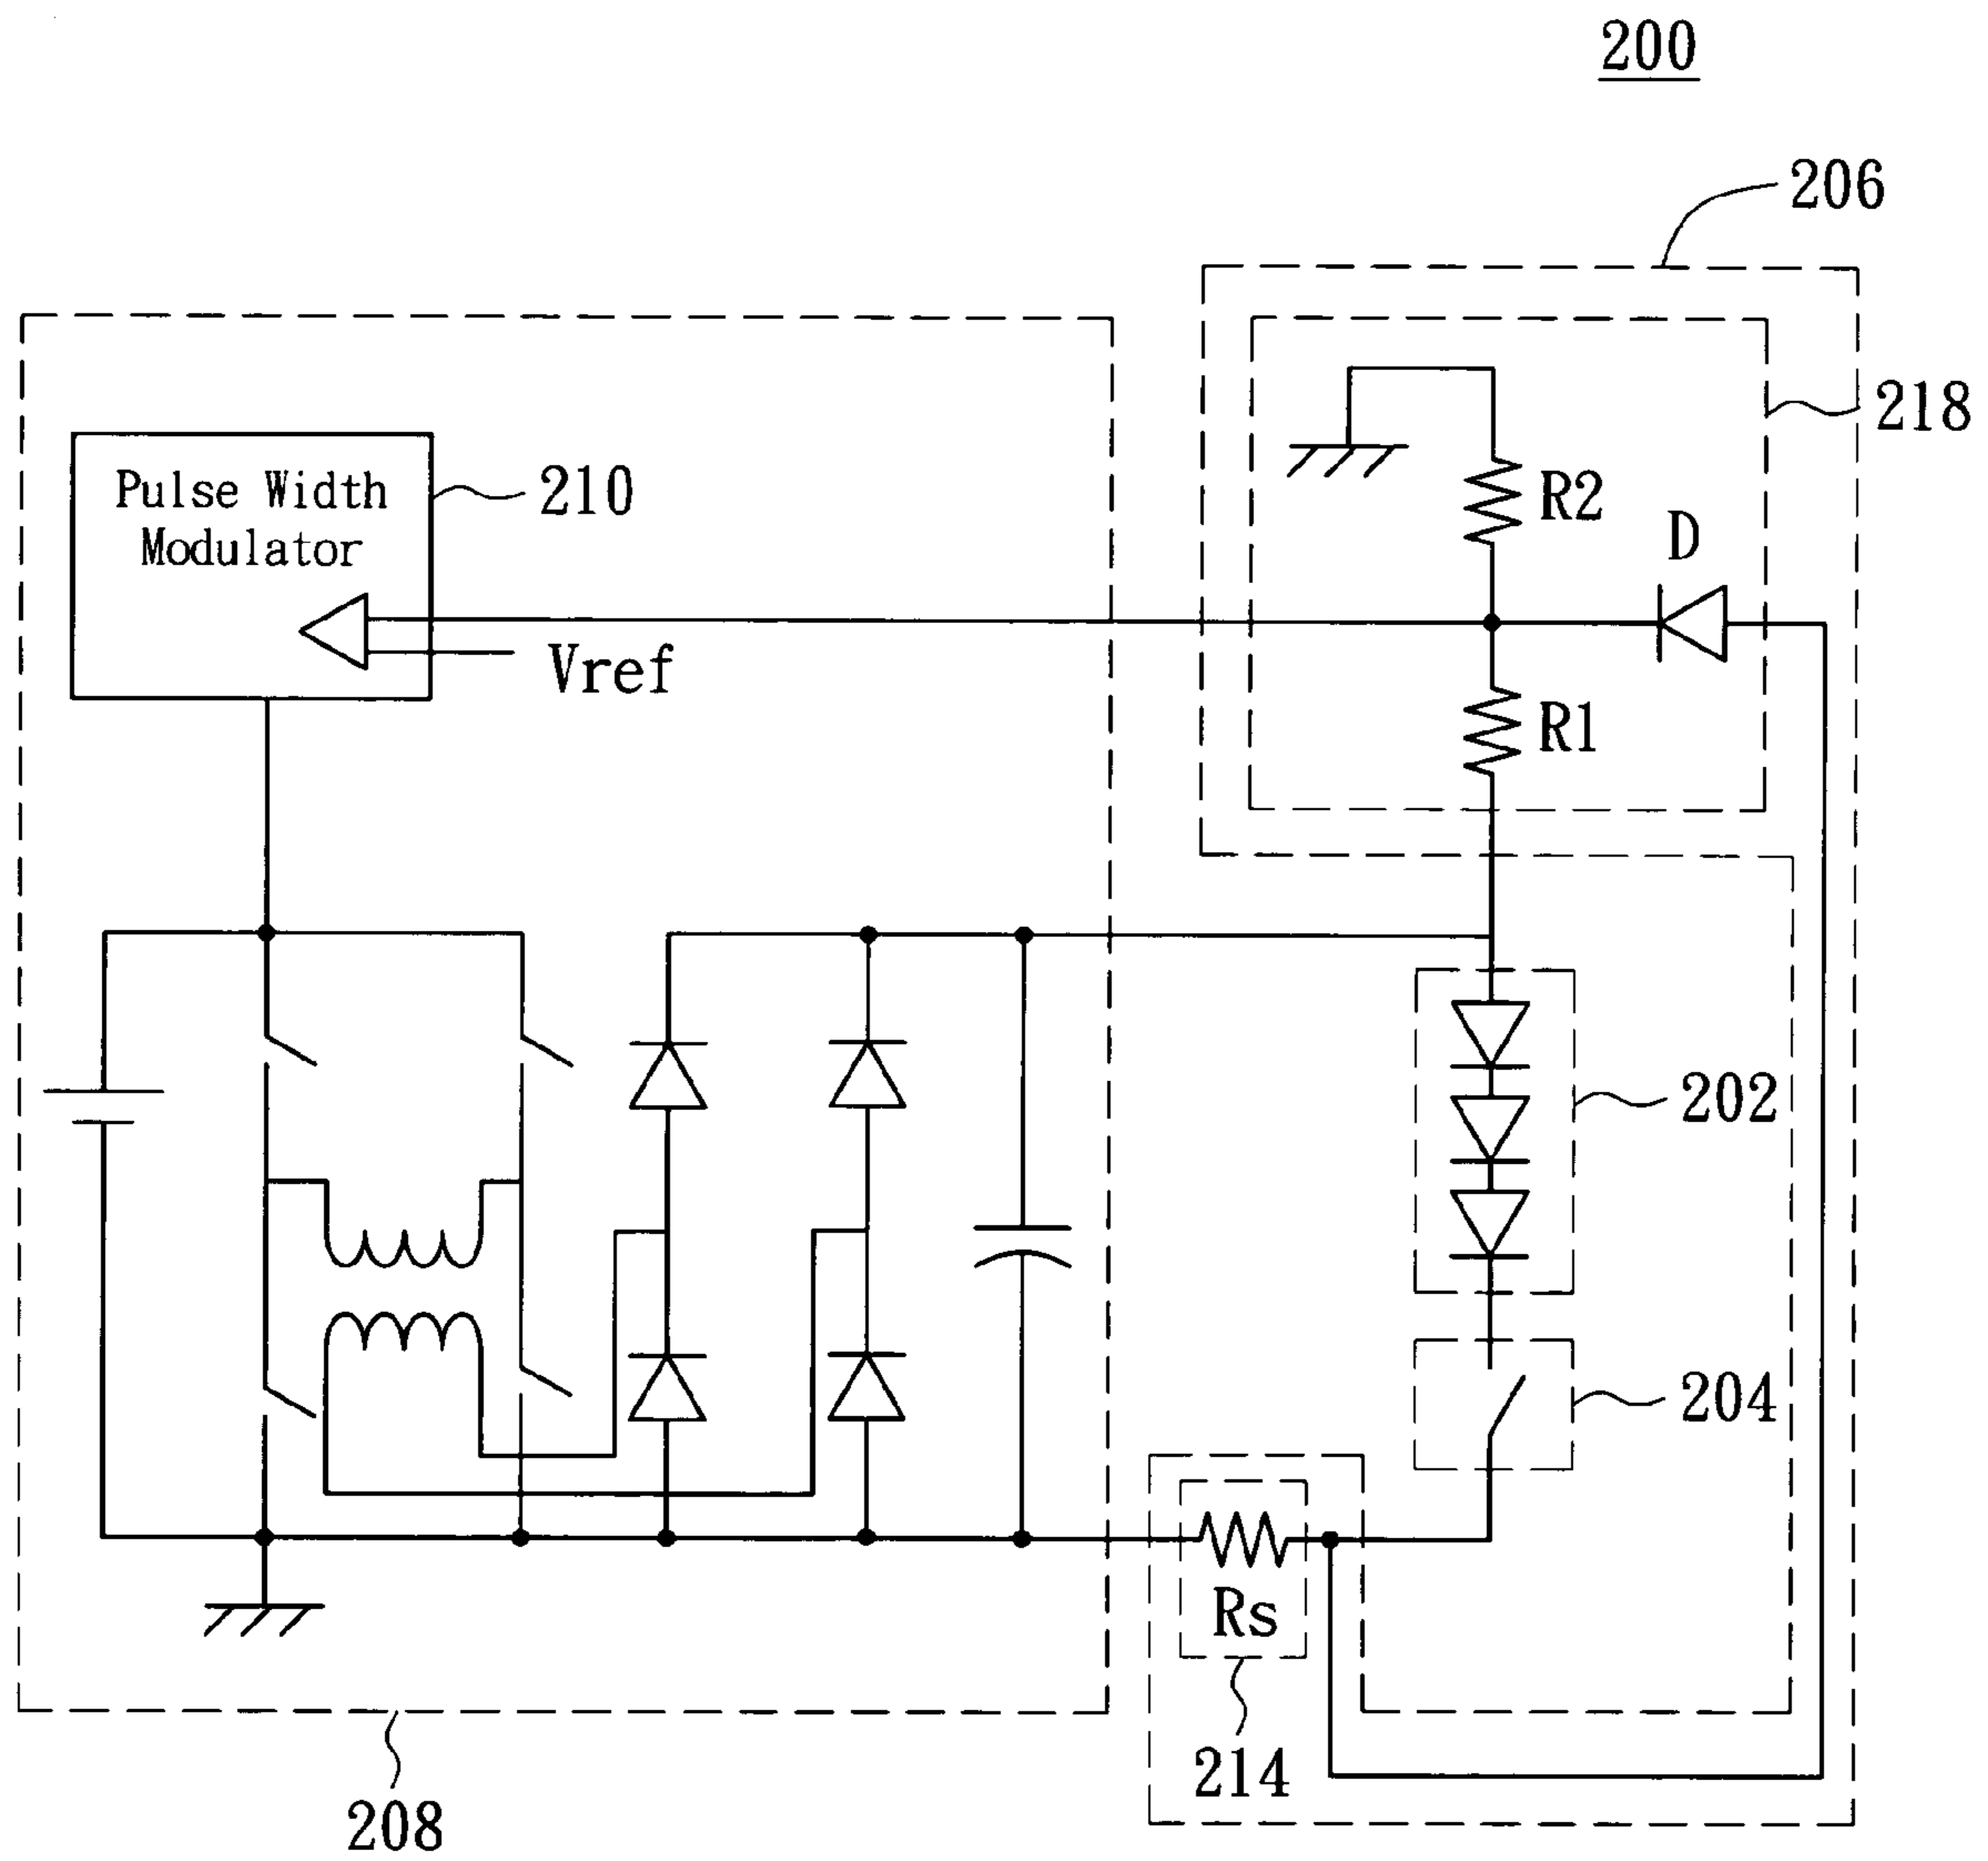 200
206
218
Pulse Width
Modulator
210
R2
D
Vref
R1
202
204
Rs
214
208